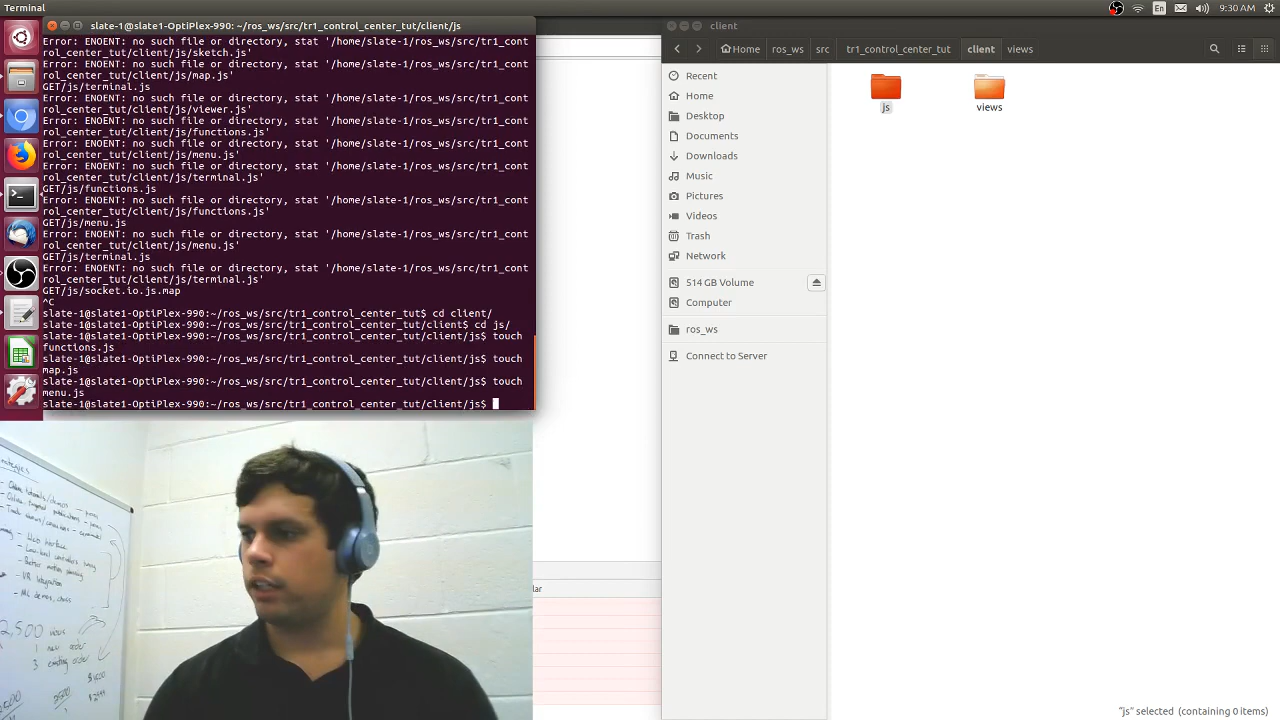 Terminal
En
9:30 AM
slate-1@slate1-OptiPlex-990: ~/ros_ws/src/tr1_control_center_tut/client/js
Error: ENOENT: no such file or directory, stat '/home/slate-1/ros_ws/src/tr1_cont
rol_center_tut/client/js/sketch.js'
Error: ENOENT: no such file or directory, stat '/home/slate-1/ros_ws/src/tr1_cont
rol_center_tut/client/js/map.js'
GET/js/terminal.js
Error: ENOENT: no such file or directory, stat '/home/slate-1/ros_ws/src/tr1_cont
rol_center_tut/client/js/viewer.js'
Error: ENOENT: no such file or directory, stat '/home/slate-1/ros_ws/src/tr1_cont
rol_center_tut/client/js/functions.js'
Error: ENOENT: no such file or directory, stat '/home/slate-1/ros_ws/src/tr1_cont
rol_center_tut/client/js/menu.js'
Error: ENOENT: no such file or directory, stat '/home/slate-1/ros_ws/src/tr1_cont
rol_center_tut/client/js/terminal.js'
GET/js/functions.js
Error: ENOENT: no such file or directory, stat '/home/slate-1/ros_ws/src/tr1_cont
rol_center_tut/client/js/functions.js'
GET/js/menu.js
Error: ENOENT: no such file or directory, stat '/home/slate-1/ros_ws/src/tr1_cont
rol_center_tut/client/js/menu.js'
GET/js/terminal.js
Error: ENOENT: no such file or directory, stat '/home/slate-1/ros_ws/src/tr1_cont
rol_center_tut/client/js/terminal.js'
GET/js/socket.io.js.map
^C
slate-1@slate1-OptiPlex-990:~/ros_ws/src/tr1_control_center_tut$ cd client/
slate-1@slate1-OptiPlex-990:~/ros_ws/src/tr1_control_center_tut/client$ cd js/
slate-1@slate1-OptiPlex-990:~/ros_ws/src/tr1_control_center_tut/client/js$ touch
functions.js
slate-1@slate1-OptiPlex-990:~/ros_ws/src/tr1_control_center_tut/client/js$ touch
map.js
slate-1@slate1-OptiPlex-990:~/ros_ws/src/tr1_control_center_tut/client/js$ touch
menu.js
slate-1@slate1-OptiPlex-990:~/ros_ws/src/tr1_control_center_tut/client/js$
client
Home ros_ws src tr1_control_center_tut client views
Recent
Home
Desktop
Documents
Downloads
Music
Pictures
Videos
Trash
Network
514 GB Volume
Computer
ros_ws
Connect to Server
js
views
"js" selected (containing 0 items)
lar
- VR Integration
2,500 views
1 new order
3 existing order